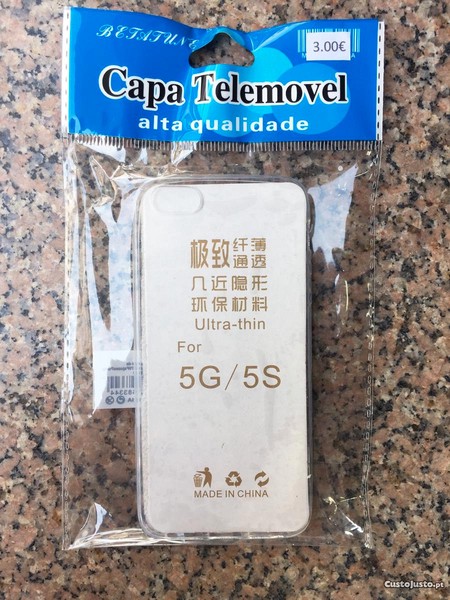 BETATUNE
3.00€
Capa Telemovel
alta qualidade
极致纤薄通透
几近隐形
环保材料
Ultra-thin
For
5G/5S
MADE IN CHINA
CustoJusto.pt